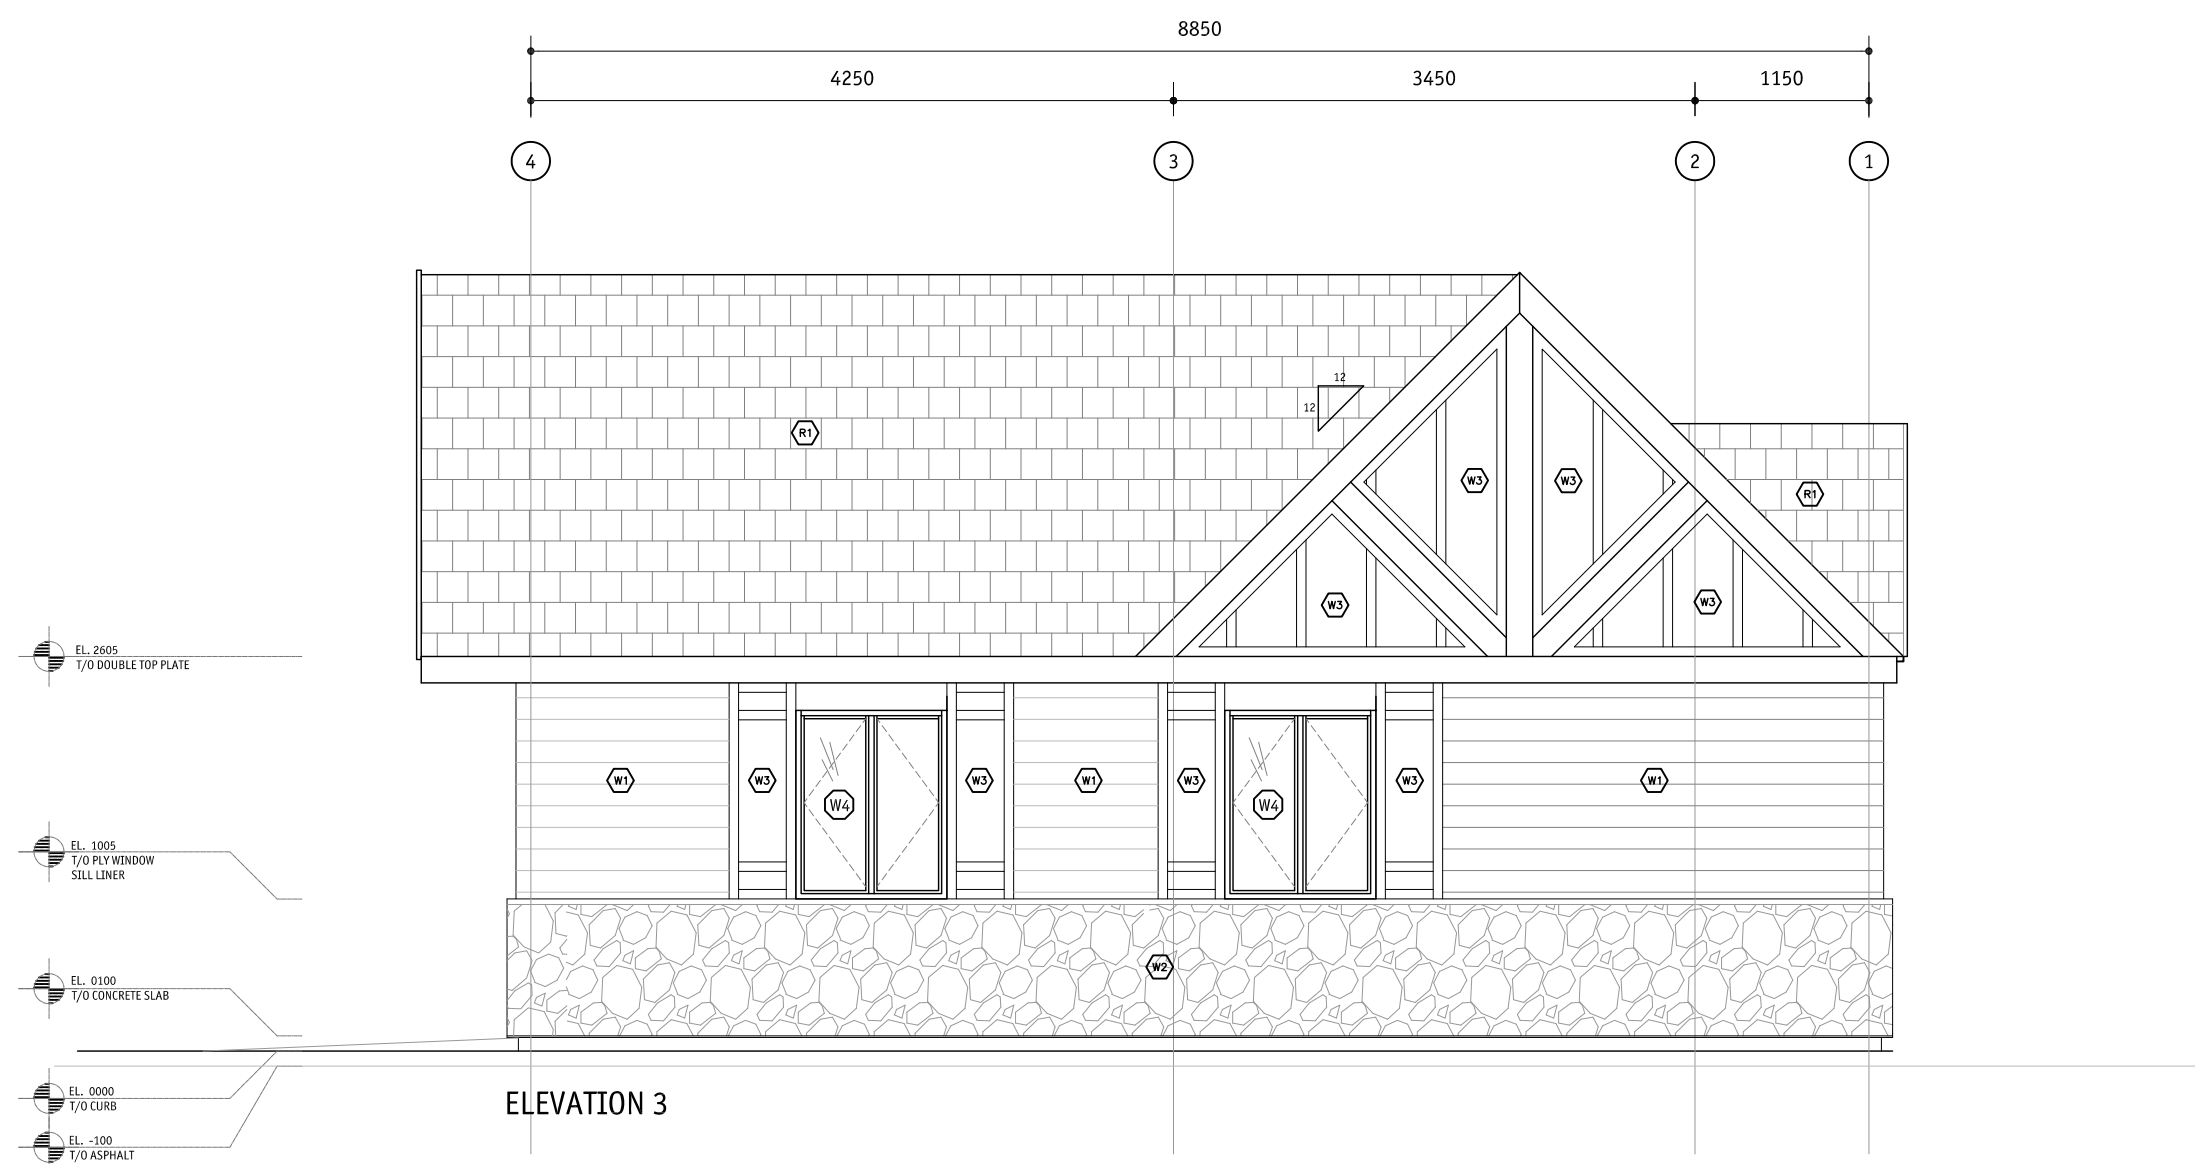 8850
4250 3450 1150
4 3 2 1
12
12
R1
W3 W3
R1
W3 W3
EL. 2605
T/O DOUBLE TOP PLATE
W1 W3 W3 W1 W3 W3 W1
W4 W4
EL. 1005
T/O PLY WINDOW
SILL LINER
W2
EL. 0100
T/O CONCRETE SLAB
EL. 0000
T/O CURB
ELEVATION 3
EL. -100
T/O ASPHALT